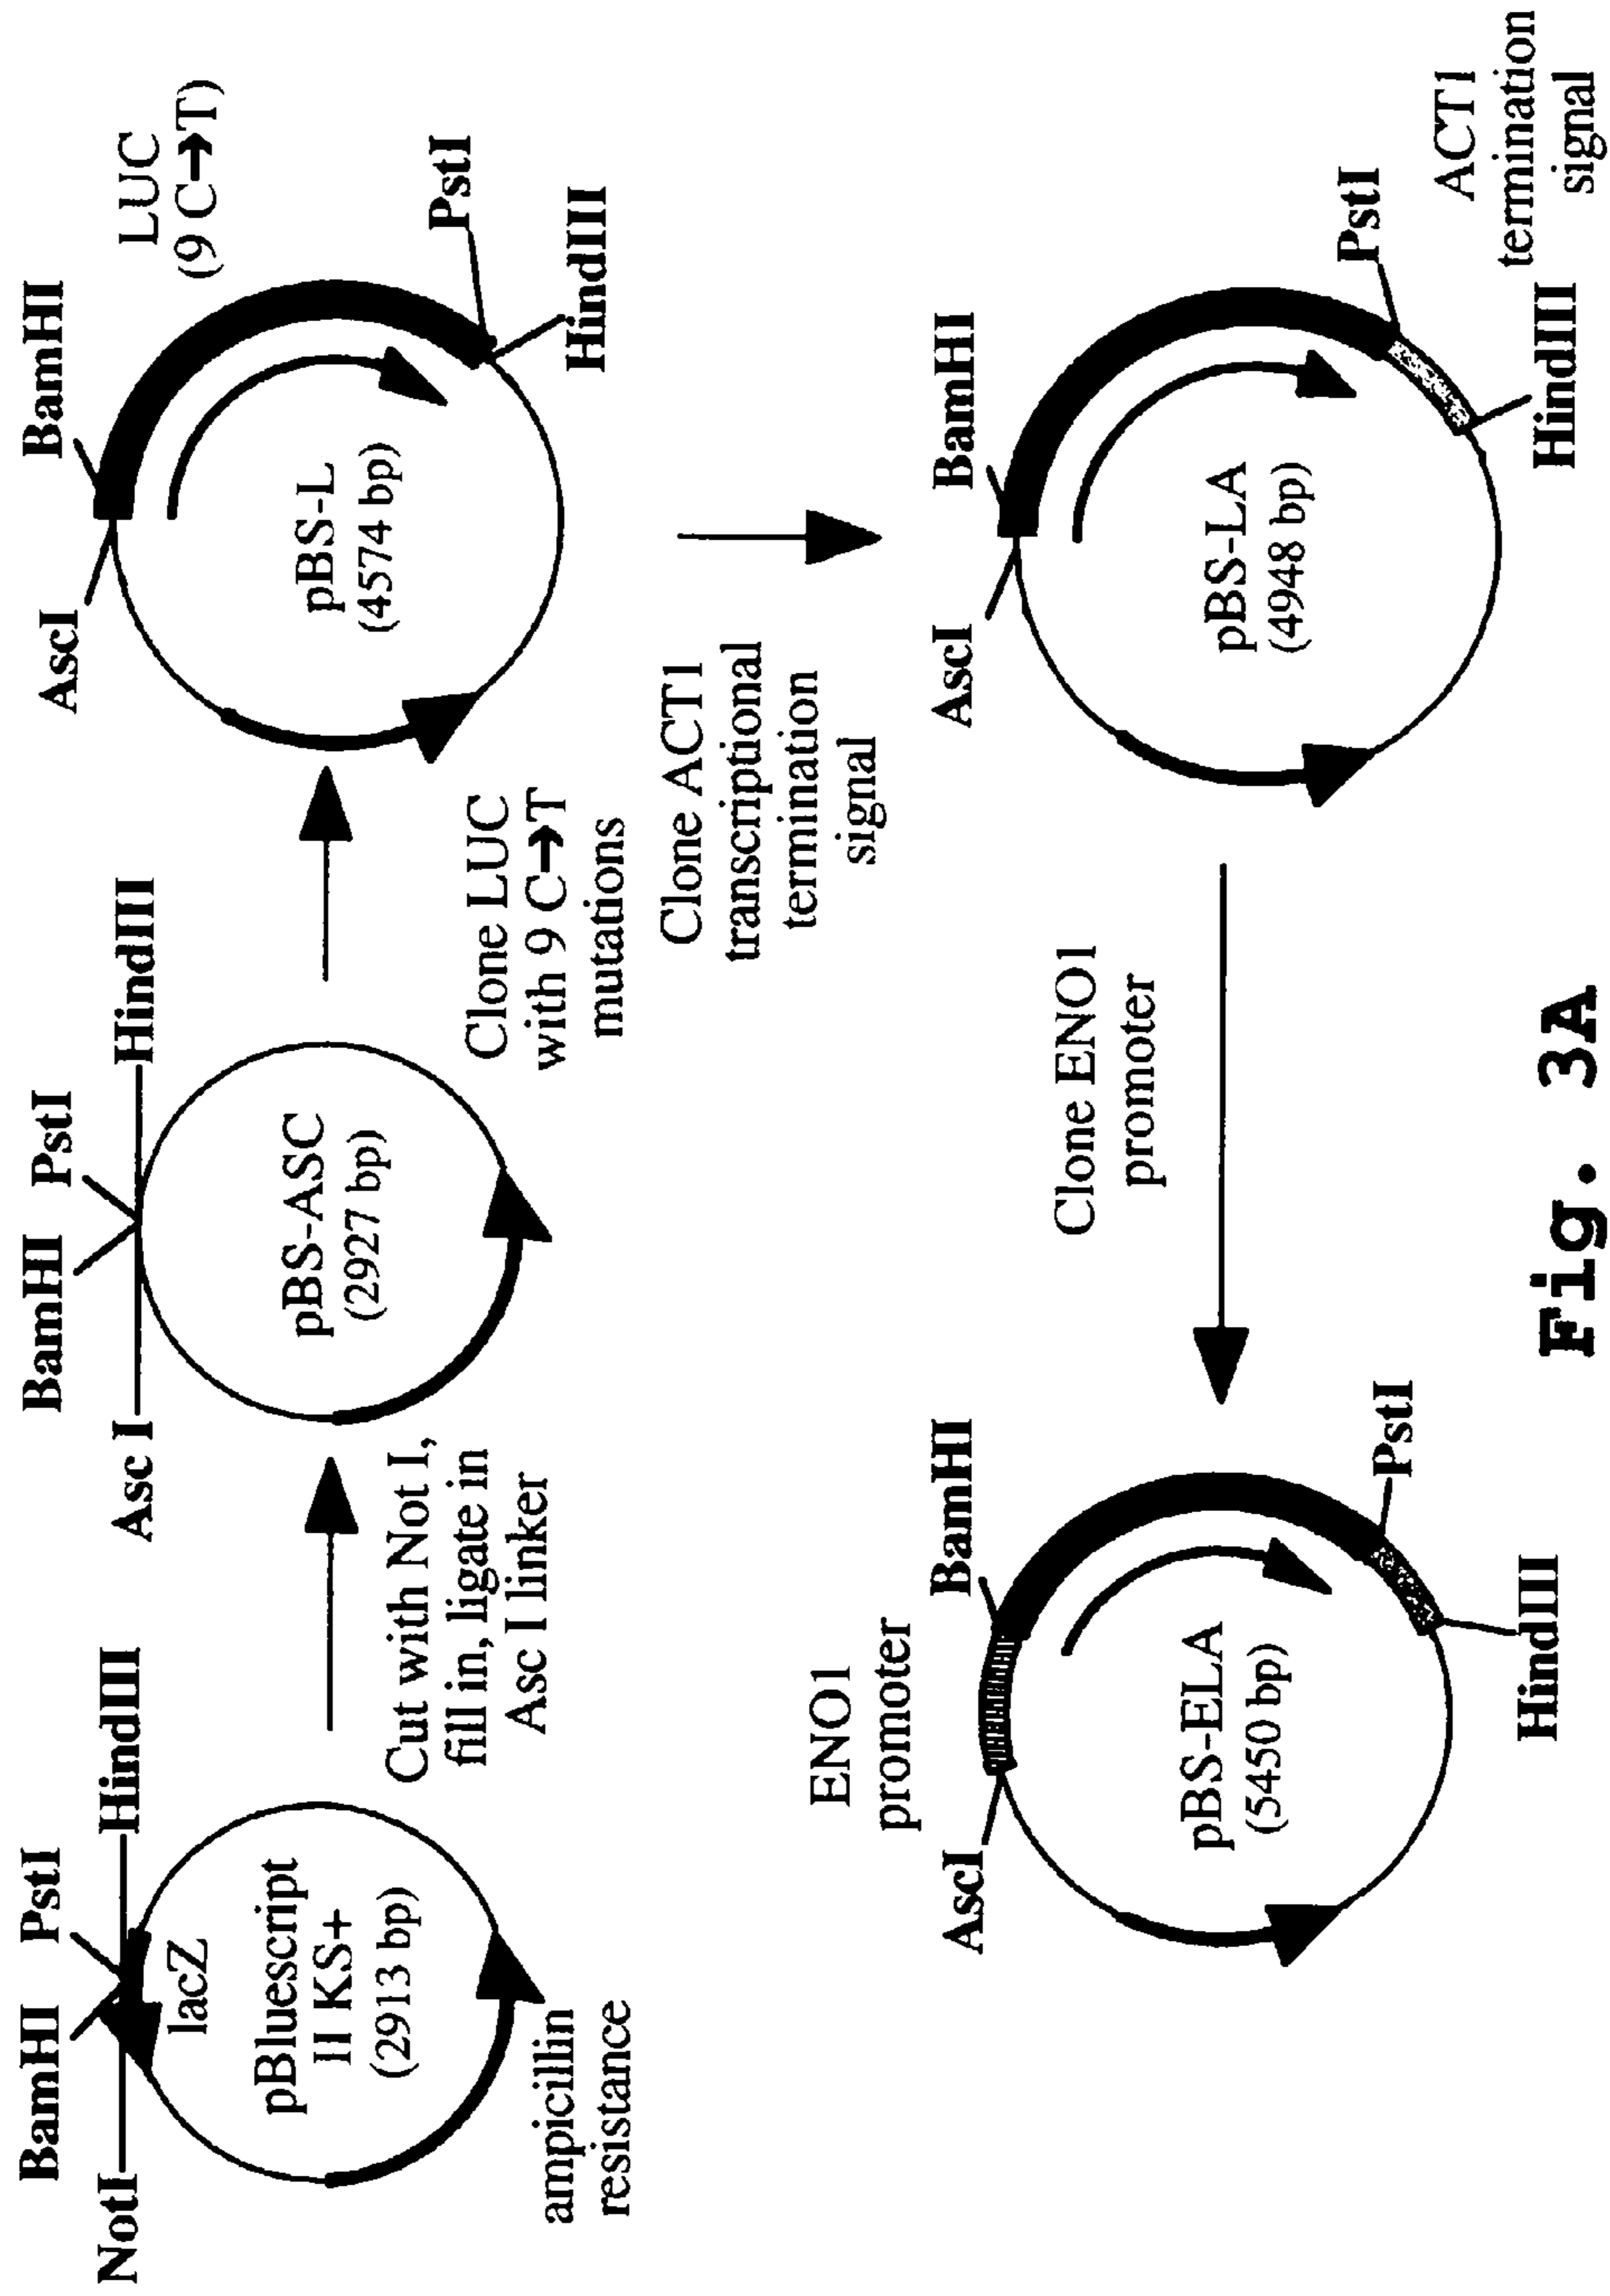 BamHI PstI
NotI HindIII
lacZ
pBluescript
II KS+
(2913 bp)
ampicillin
resistance
Cut with Not I,
fill in, ligate in
Asc I linker
BamHI PstI
Asc I HindIII
pBS-ASC
(2927 bp)
Clone LUC
with 9 C→T
mutations
AscI
BamHI
LUC
(9 C→T)
PstI
HindIII
pBS-L
(4574 bp)
Clone ACT1
transcriptional
termination
signal
AscI
BamHI
PstI
HindIII
ACT1
termination
signal
pBS-LA
(4948 bp)
Clone ENO1
promoter
ENO1
promoter
AscI
BamHI
PstI
HindIII
pBS-ELA
(5450 bp)
Fig. 3A